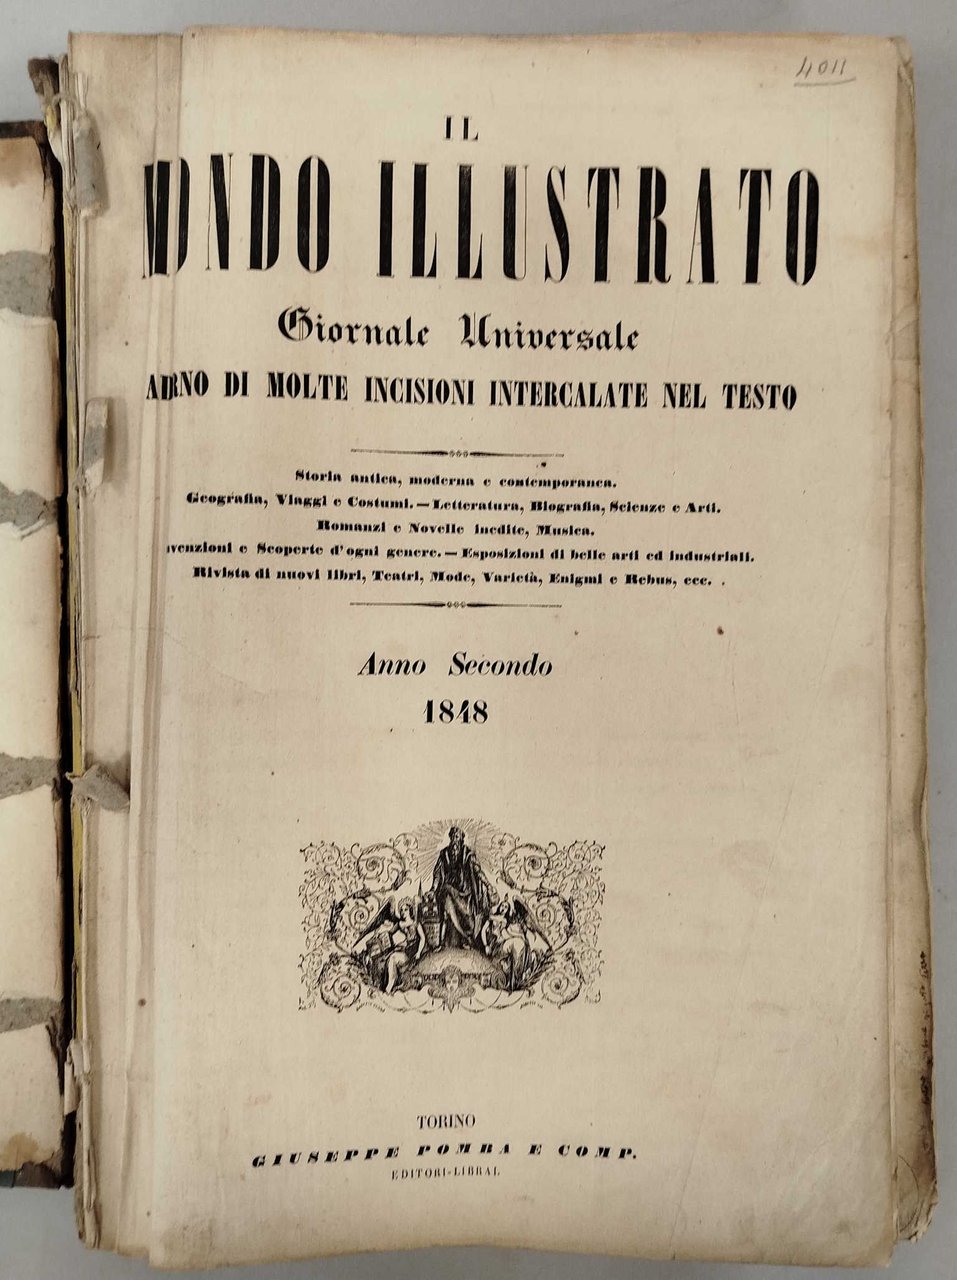 4011
IL
MONDO ILLUSTRATO
Giornale Universale
ADORNO DI MOLTE INCISIONI INTERCALATE NEL TESTO
Storia antica, moderna e contemporanea.
Geografia, Viaggi e Costumi.—Letteratura, Biografia, Scienze e Arti.
Romanzi e Novelle inedite, Musica.
venzioni e Scoperte d'ogni genere.—Esposizioni di belle arti ed industriali.
Rivista di nuovi libri, Teatri, Mode, Varietà, Enigmi e Rebus, ecc.
Anno Secondo
1848
TORINO
GIUSEPPE POMBA E COMP.
EDITORI-LIBRAI